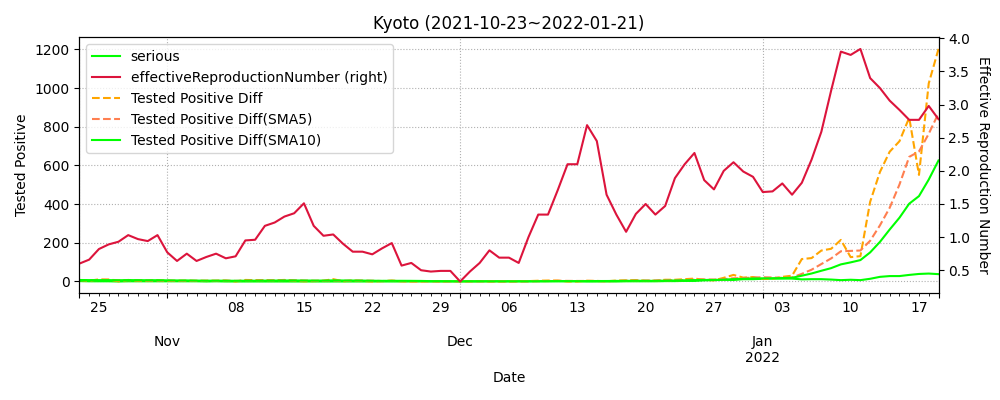 Kyoto (2021-10-23~2022-01-21)
serious
effectiveReproductionNumber (right)
Tested Positive Diff
Tested Positive Diff(SMA5)
Tested Positive Diff(SMA10)
Tested Positive
1200
1000
800
600
400
200
0
4.0
3.5
3.0
2.5
2.0
1.5
1.0
0.5
Effective Reproduction Number
25 08 15 22 29 06 13 20 27 03 10 17
Nov Dec Jan
2022
Date